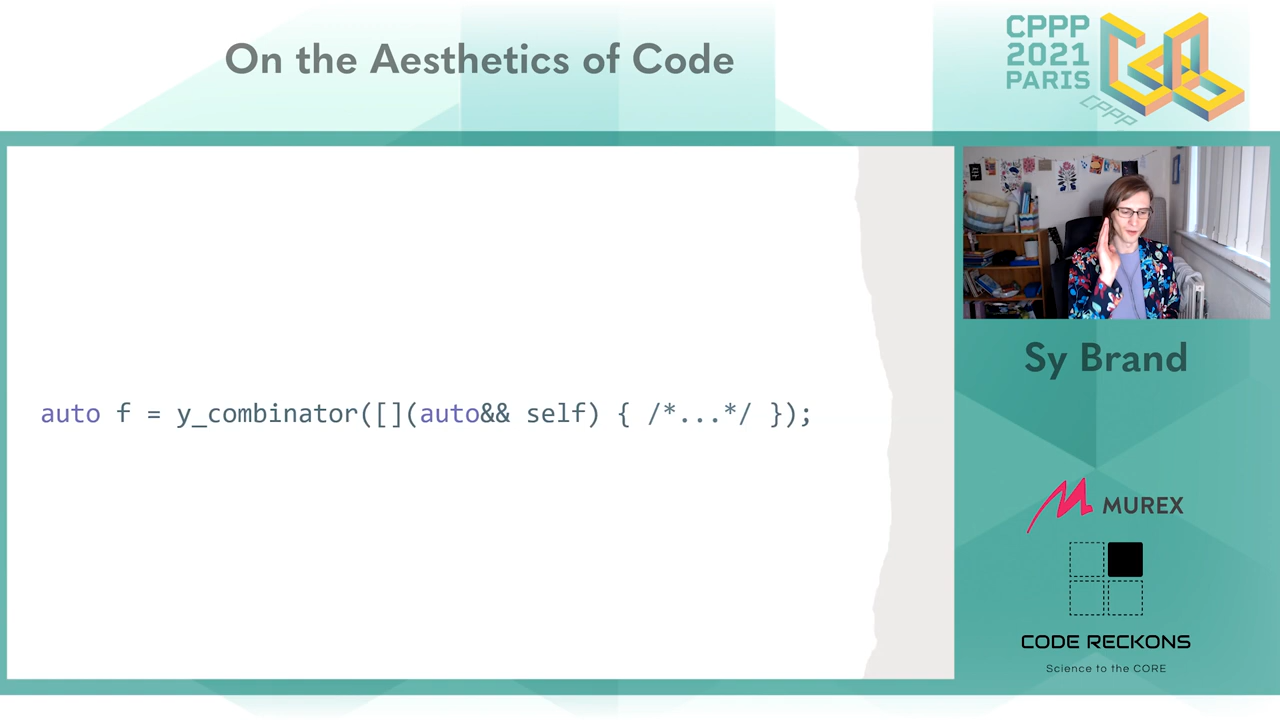 On the Aesthetics of Code
CPPP
2021
PARIS
CPPP
auto f = y_combinator([](auto&& self) { /*...*/ });
Sy Brand
MUREX
CODE RECKONS
Science to the CORE